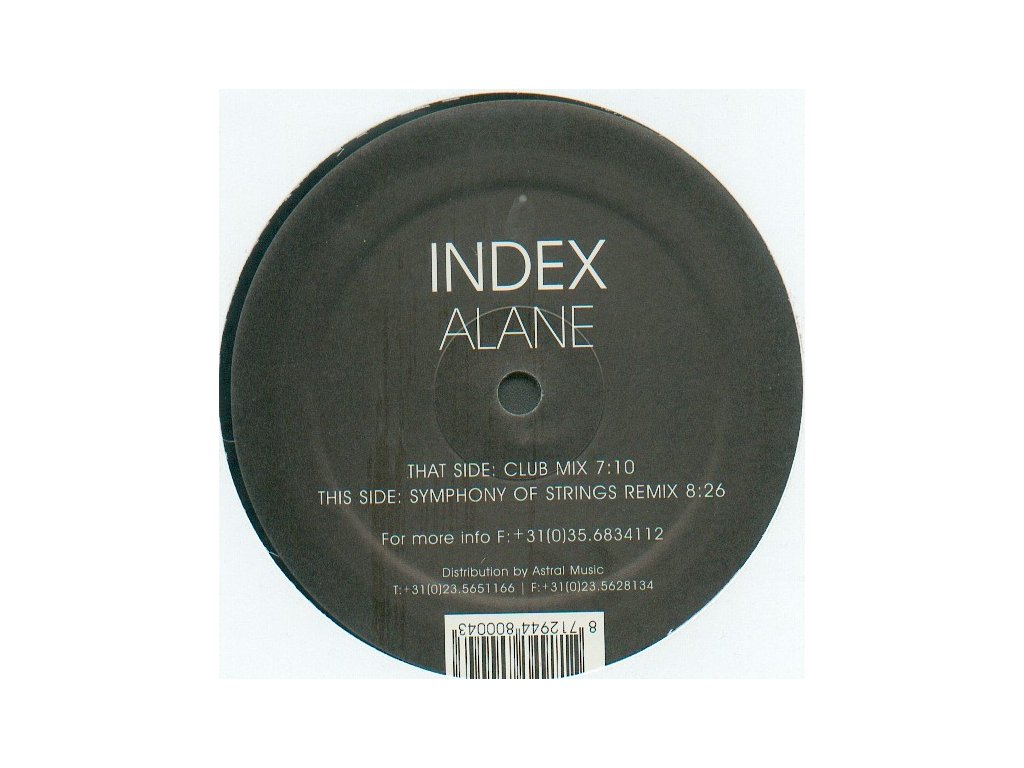 INDEX
ALANE
THAT SIDE: CLUB MIX 7:10
THIS SIDE: SYMPHONY OF STRINGS REMIX 8:26
For more info F:+31(0)35.6834112
Distribution by Astral Music
T:+31(0)23.5651166 | F:+31(0)23.5628134
8 712944 800043